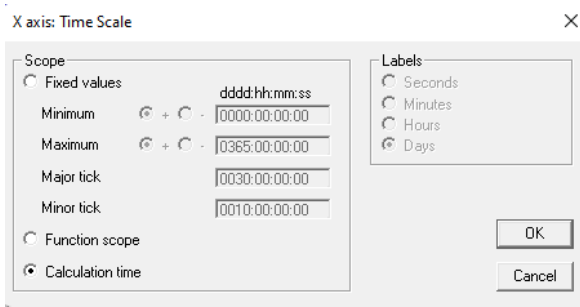 X axis: Time Scale
Scope
Fixed values
dddd:hh:mm:ss
Minimum + - 0000:00:00:00
Maximum + - 0365:00:00:00
Major tick 0030:00:00:00
Minor tick 0010:00:00:00
Function scope
Calculation time
Labels
Seconds
Minutes
Hours
Days
OK
Cancel